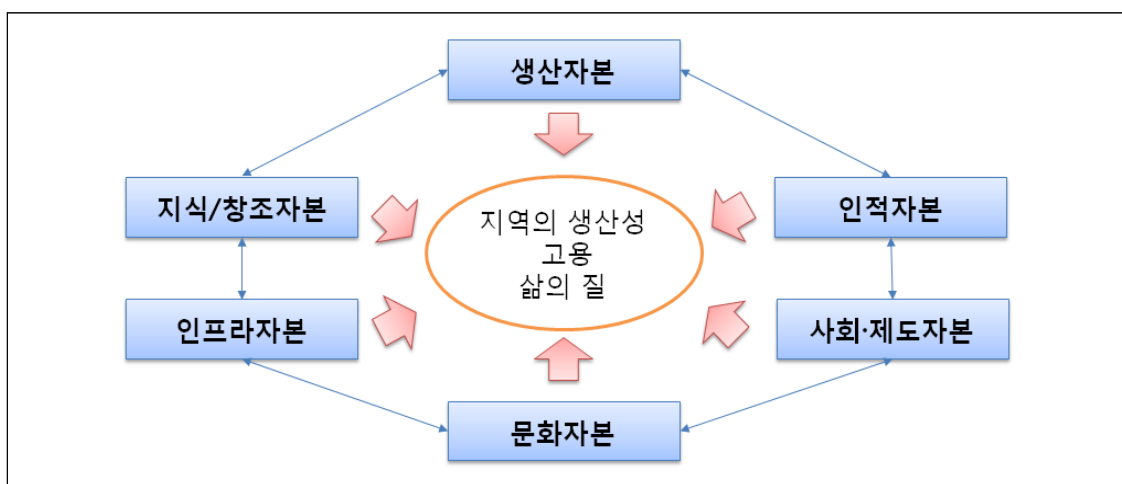 생산자본
지식/창조자본
인적자본
지역의 생산성
고용
삶의 질
인프라자본
사회·제도자본
문화자본